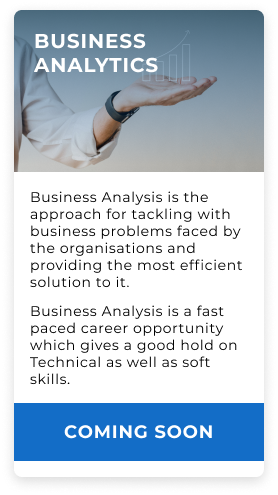 BUSINESS
ANALYTICS
Business Analysis is the
approach for tackling with
business problems faced by
the organisations and
providing the most efficient
solution to it.
Business Analysis is a fast
paced career opportunity
which gives a good hold on
Technical as well as soft
skills.
COMING SOON